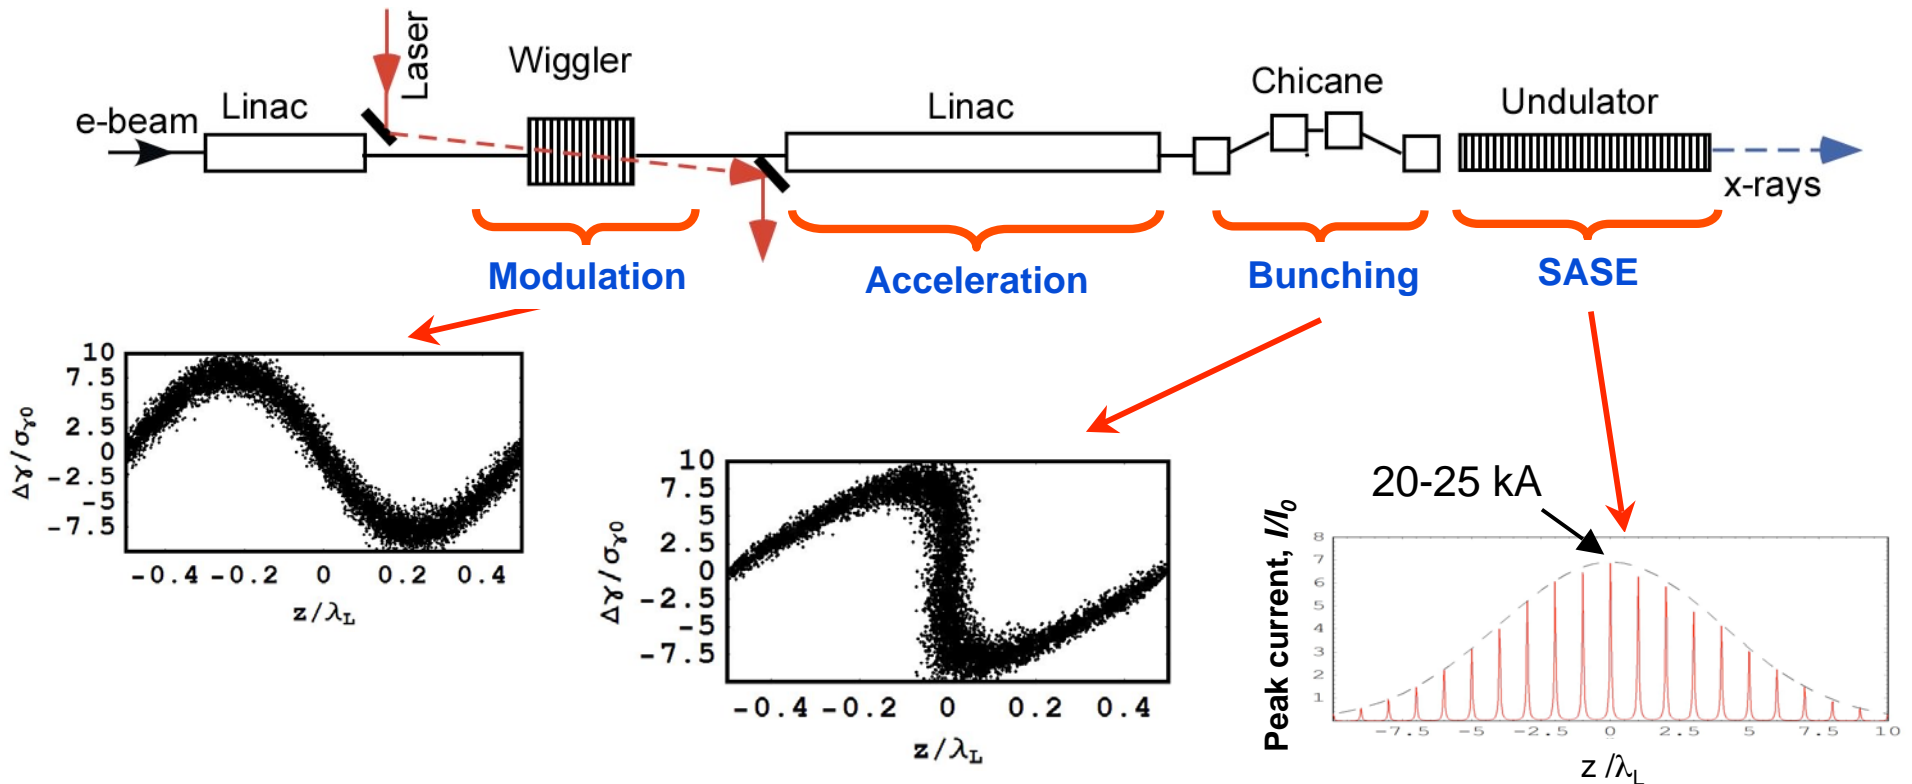 Laser
Wiggler
e-beam
Linac
Linac
Chicane
Undulator
x-rays
Modulation
Acceleration
Bunching
SASE
Δγ/σγ0
10
7.5
5
2.5
0
-2.5
-5
-7.5
-0.4 -0.2 0 0.2 0.4
z/λL
Δγ/σγ0
10
7.5
5
2.5
0
-2.5
-5
-7.5
-0.4 -0.2 0 0.2 0.4
z/λL
20-25 kA
Peak current, I/I0
8
7
6
5
4
3
2
1
-7.5 -5 -2.5 0 2.5 5 7.5 10
z /λL